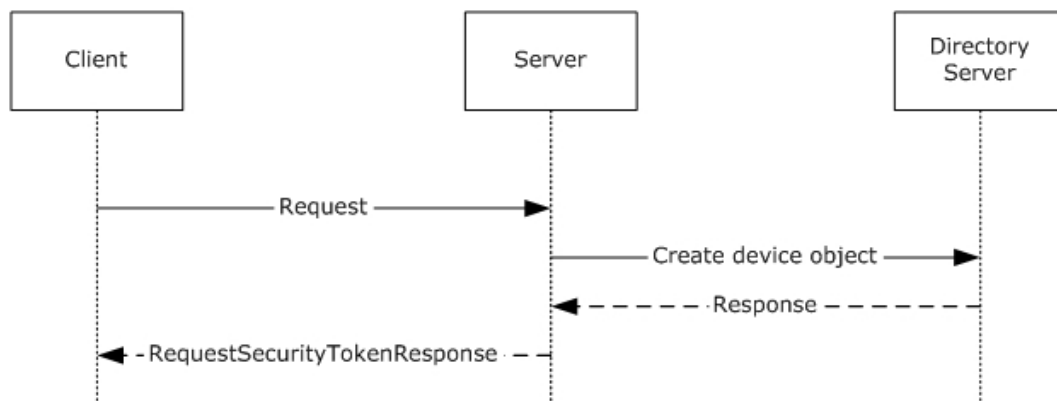 Client
Server
Directory
Server
Request
Create device object
Response
RequestSecurityTokenResponse